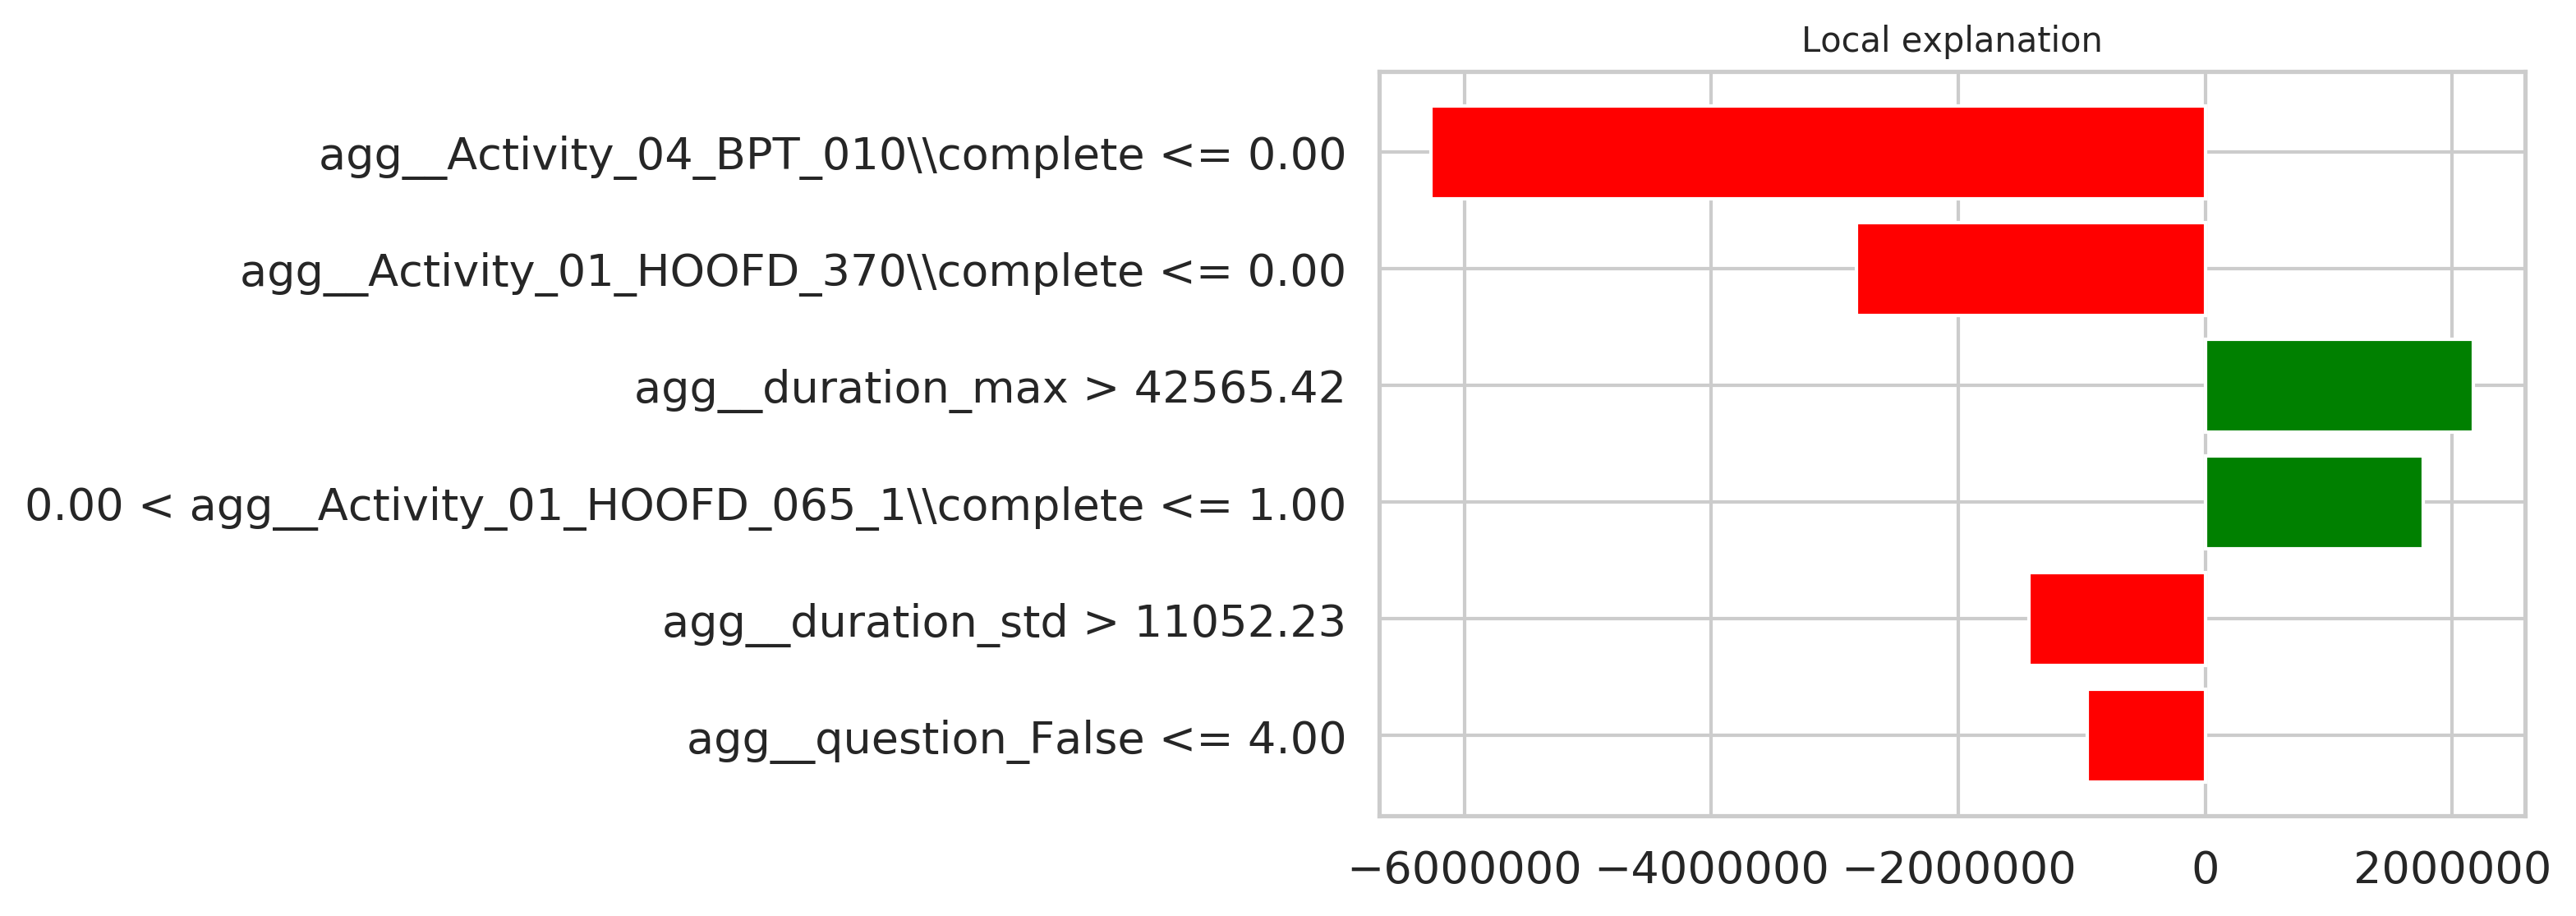 Local explanation
agg__Activity_04_BPT_010\\complete <= 0.00
agg__Activity_01_HOOFD_370\\complete <= 0.00
agg__duration_max > 42565.42
0.00 < agg__Activity_01_HOOFD_065_1\\complete <= 1.00
agg__duration_std > 11052.23
agg__question_False <= 4.00
−6000000 −4000000 −2000000 0 2000000